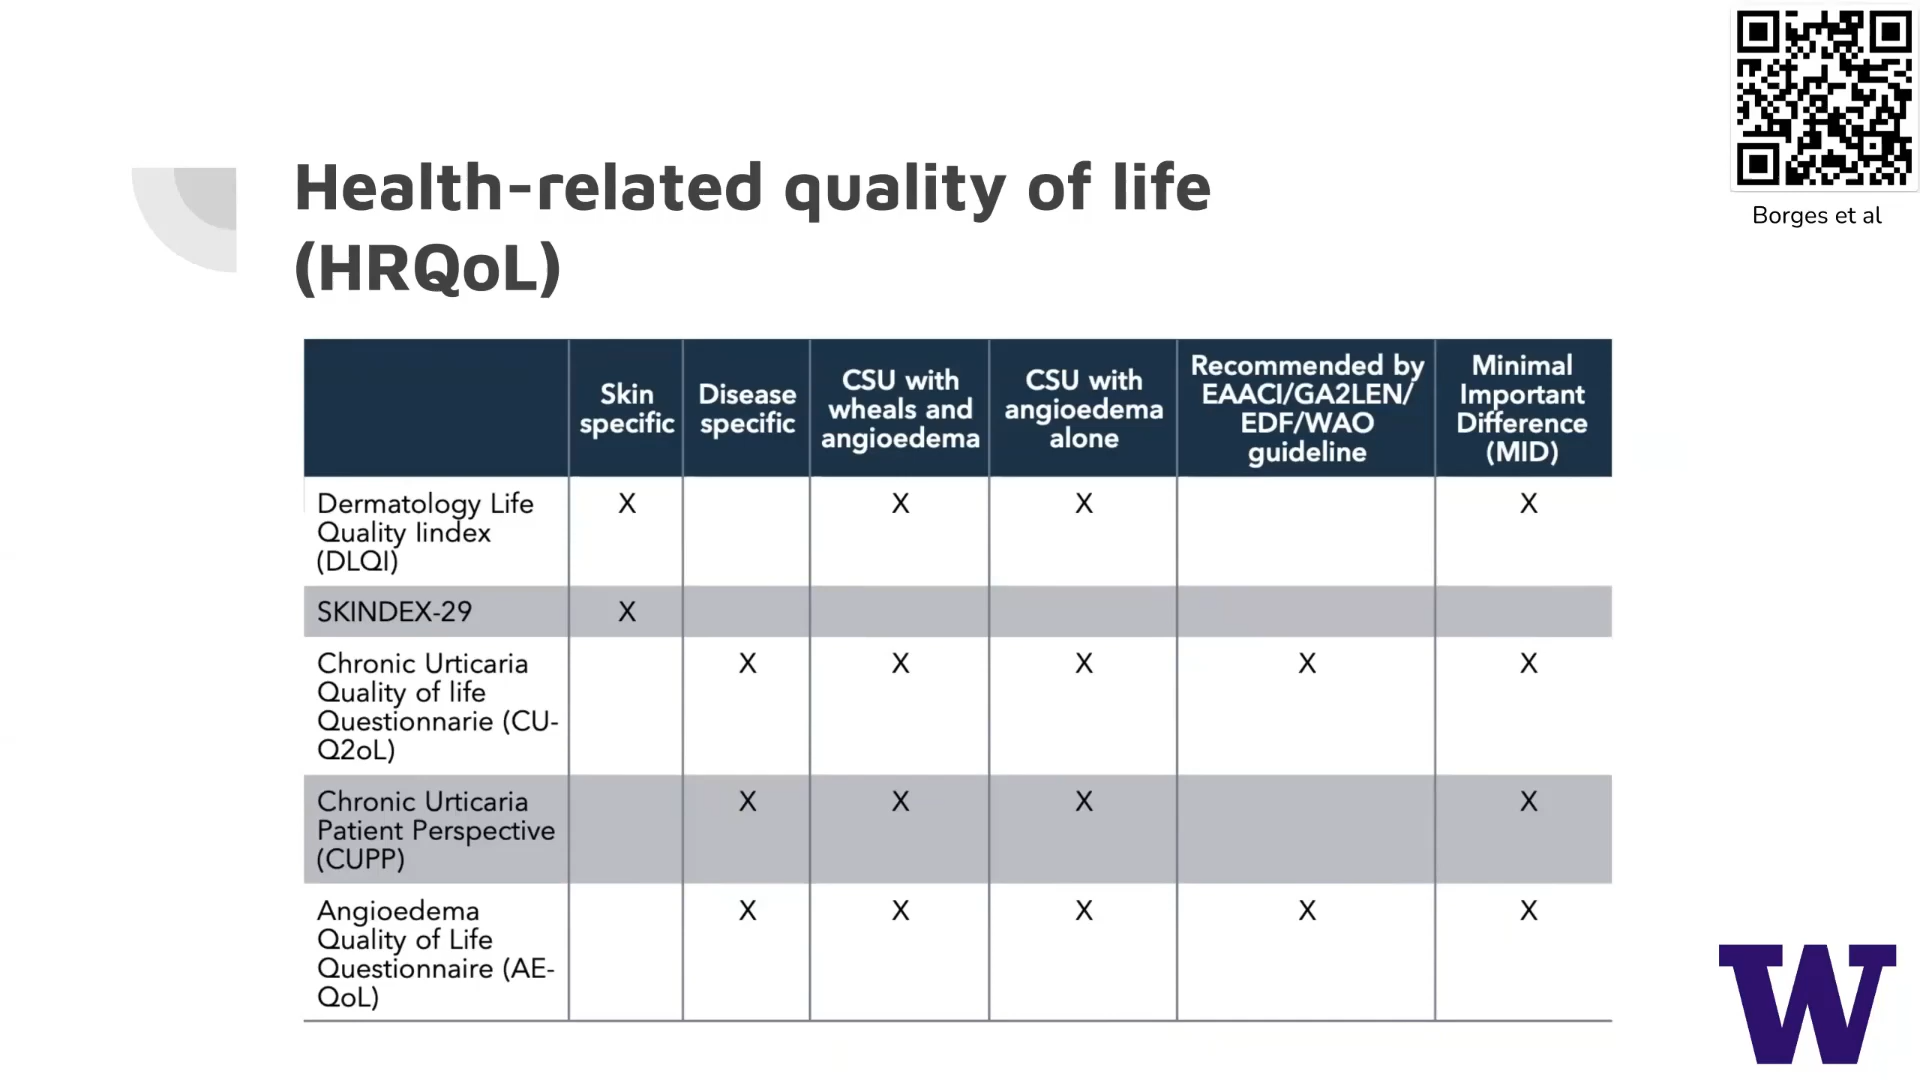 Borges et al
Health-related quality of life
(HRQoL)
Skin
specific
Disease
specific
CSU with
wheals and
angioedema
CSU with
angioedema
alone
Recommended by
EAACI/GA2LEN/
EDF/WAO
guideline
Minimal
Important
Difference
(MID)
Dermatology Life
Quality Iindex
(DLQI)
X
X
X
X
SKINDEX-29
X
Chronic Urticaria
Quality of life
Questionnarie (CU-
Q2oL)
X
X
X
X
X
Chronic Urticaria
Patient Perspective
(CUPP)
X
X
X
X
Angioedema
Quality of Life
Questionnaire (AE-
QoL)
X
X
X
X
X
W